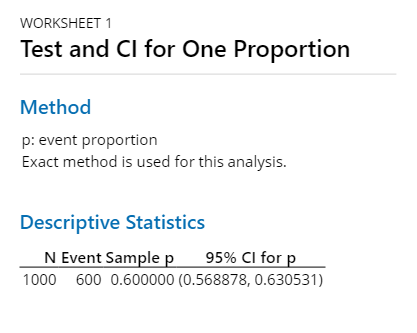 WORKSHEET 1
Test and CI for One Proportion
Method
p: event proportion
Exact method is used for this analysis.
Descriptive Statistics
N Event Sample p 95% CI for p
1000 600 0.600000 (0.568878, 0.630531)